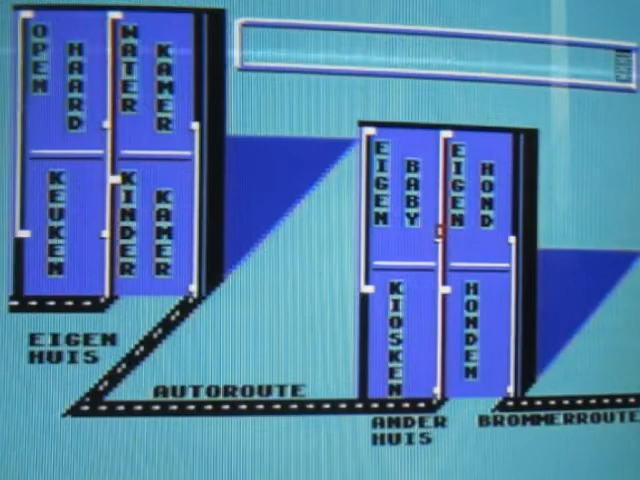 OPEN
HAARD
WATER
KAMER
KEUKEN
KINDER
KAMER
EIGEN
BABY
EIGEN
HOND
KIOSKEN
HONDEN
EIGEN
HUIS
AUTOROUTE
ANDER
HUIS
BROMMERROUTE